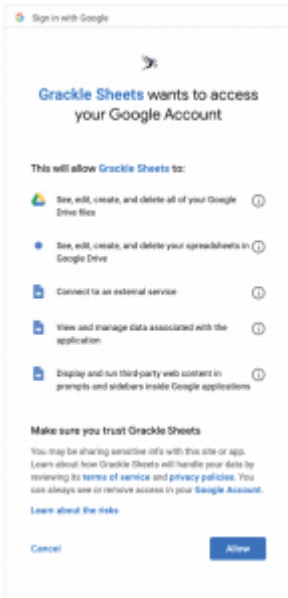 Sign in with Google
Grackle Sheets wants to access
your Google Account
This will allow Grackle Sheets to:
See, edit, create, and delete all of your Google
Drive files
See, edit, create, and delete your spreadsheets in
Google Drive
Connect to an external service
View and manage data associated with the
application
Display and run third-party web content in
prompts and sidebars inside Google applications
Make sure you trust Grackle Sheets
You may be sharing sensitive info with this site or app.
Learn about how Grackle Sheets will handle your data by
reviewing its terms of service and privacy policies. You
can always see or remove access in your Google Account.
Learn about the risks
Cancel
Allow